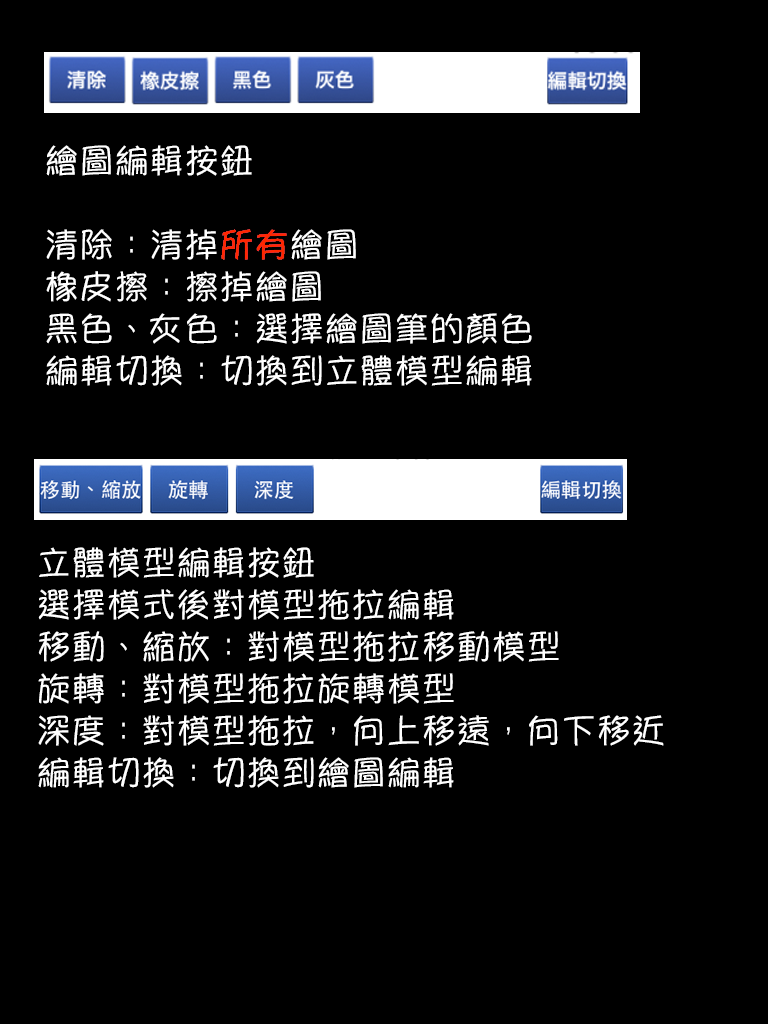 清除 橡皮擦 黑色 灰色 編輯切換
繪圖編輯按鈕
清除：清掉所有繪圖
橡皮擦：擦掉繪圖
黑色、灰色：選擇繪圖筆的顏色
編輯切換：切換到立體模型編輯
移動、縮放 旋轉 深度 編輯切換
立體模型編輯按鈕
選擇模式後對模型拖拉編輯
移動、縮放：對模型拖拉移動模型
旋轉：對模型拖拉旋轉模型
深度：對模型拖拉，向上移遠，向下移近
編輯切換：切換到繪圖編輯